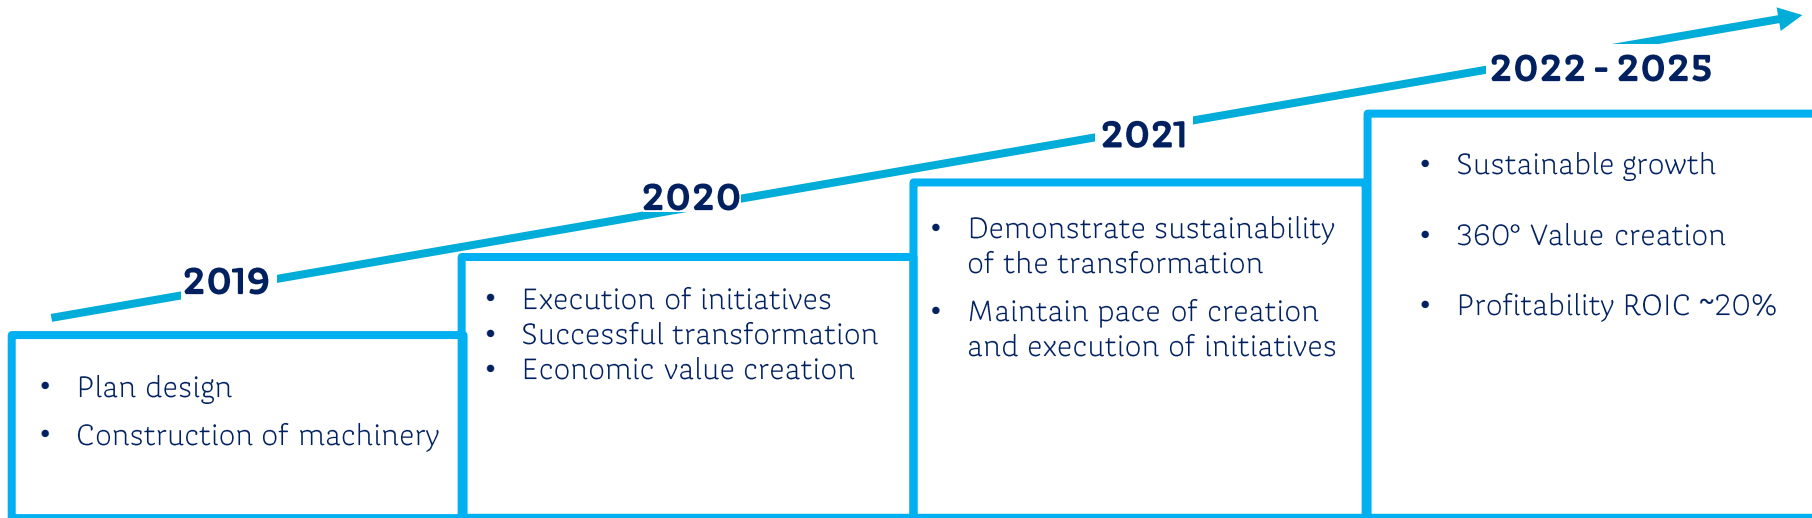 2019
• Plan design
• Construction of machinery
2020
• Execution of initiatives
• Successful transformation
• Economic value creation
2021
• Demonstrate sustainability
of the transformation
• Maintain pace of creation
and execution of initiatives
2022 - 2025
• Sustainable growth
• 360° Value creation
• Profitability ROIC ~20%